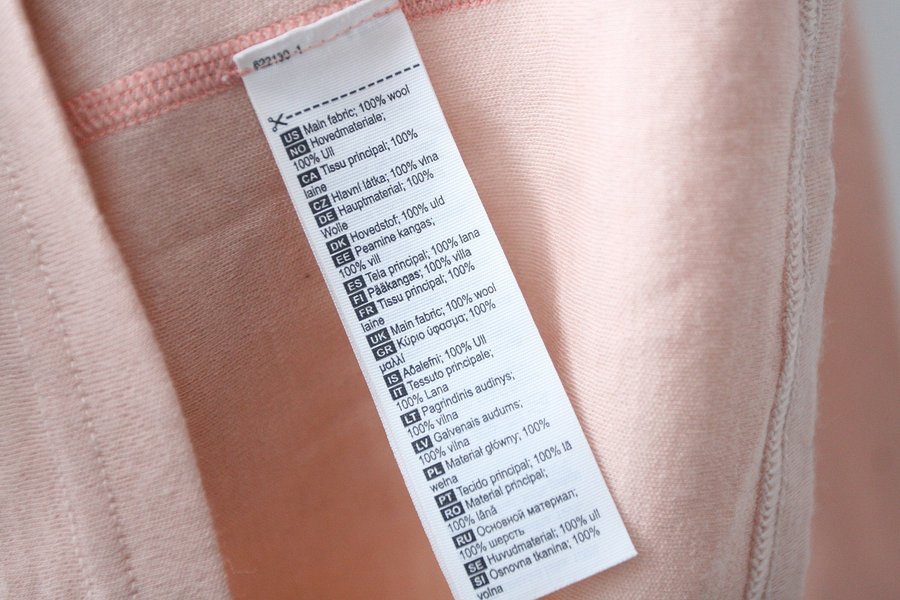 622130-1
US Main fabric; 100% wool
NO Hovedmateriale;
100% Ull
CA Tissu principal; 100%
laine
CZ Hlavní látka; 100% vlna
DE Hauptmaterial; 100%
Wolle
DK Hovedstof; 100% uld
EE Peamine kangas;
100% vill
ES Tela principal; 100% lana
FI Pääkangas; 100% villa
FR Tissu principal; 100%
laine
UK Main fabric; 100% wool
GR Κύριο ύφασμα; 100%
μαλλί
IS Aðalefni; 100% Ull
IT Tessuto principale;
100% Lana
LT Pagrindinis audinys;
100% vilna
LV Galvenais audums;
100% vilna
PL Materiał główny; 100%
wełna
PT Tecido principal; 100% lã
RO Material principal;
100% lână
RU Основной материал;
100% шерсть
SE Huvudmaterial; 100% ull
SI Osnovna tkanina; 100%
volna